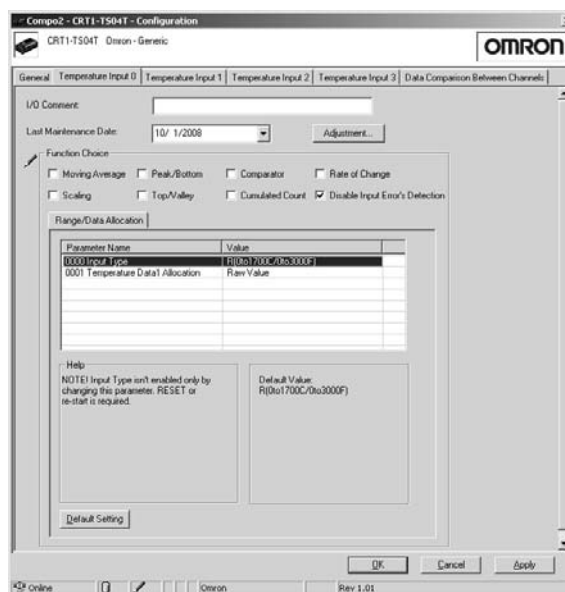 Compo2 - CRT1-TS04T - Configuration
CRT1-TS04T Omron - Generic
OMRON
General Temperature Input 0 Temperature Input 1 Temperature Input 2 Temperature Input 3 Data Comparison Between Channels
I/O Comment:
Last Maintenance Date: 10/ 1/2008 Adjustment...
Function Choice
Moving Average Peak/Bottom Comparator Rate of Change
Scaling Top/Valley Cumulated Count Disable Input Error's Detection
Range/Data Allocation
Parameter Name Value
0000 Input Type R(0to1700C/0to3000F)
0001 Temperature Data1 Allocation Raw Value
Help
NOTE! Input Type isn't enabled only by
changing this parameter. RESET or
re-start is required.
Default Value:
R(0to1700C/0to3000F)
Default Setting
OK Cancel Apply
Online Omron Rev 1.01